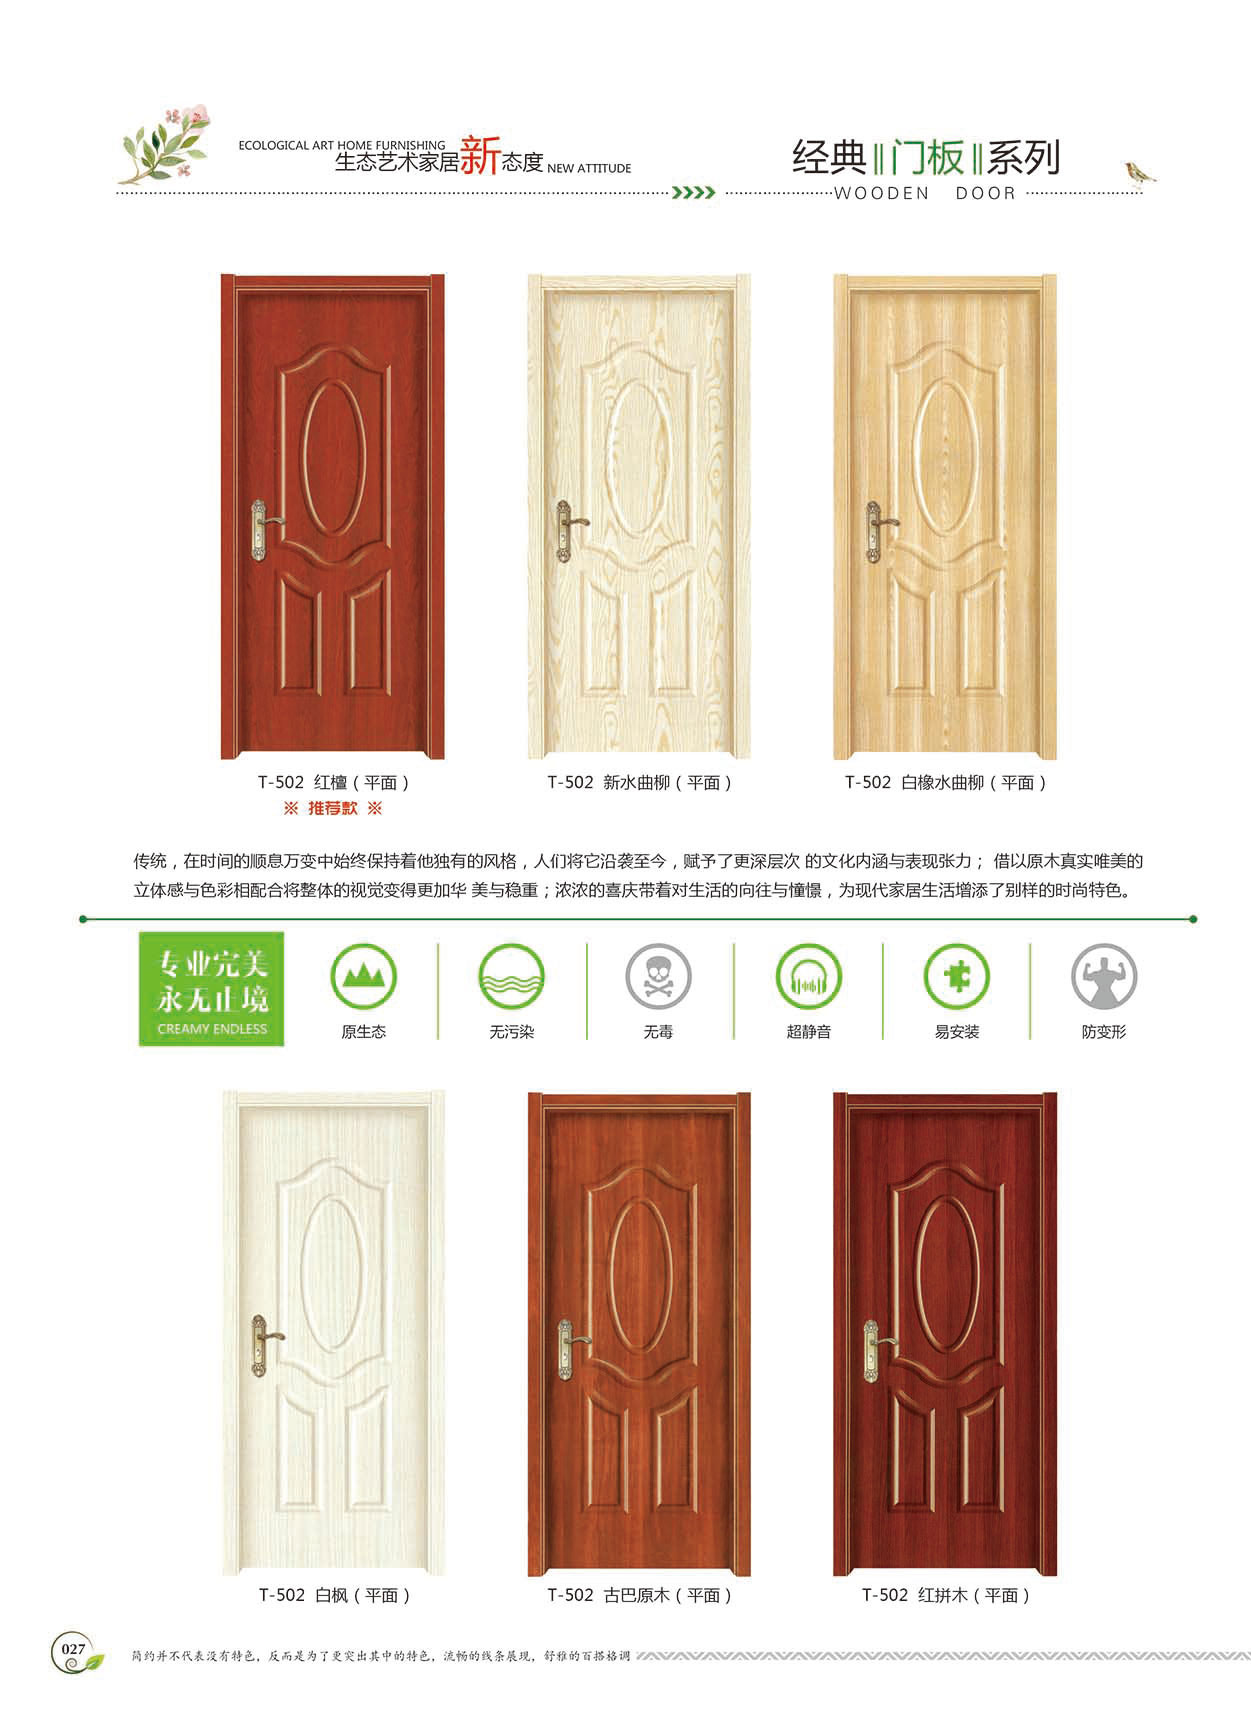 ECOLOGICAL ART HOME FURNISHING
生态艺术家居新态度 NEW ATTITUDE
经典 门板 系列
WOODEN DOOR
T-502 红檀（平面）
T-502 新水曲柳（平面）
T-502 白橡水曲柳（平面）
※ 推荐款 ※
传统，在时间的顺息万变中始终保持着他独有的风格，人们将它沿袭至今，赋予了更深层次 的文化内涵与表现张力； 借以原木真实唯美的
立体感与色彩相配合将整体的视觉变得更加华 美与稳重；浓浓的喜庆带着对生活的向往与憧憬，为现代家居生活增添了别样的时尚特色。
专业完美
永无止境
CREAMY ENDLESS
原生态
无污染
无毒
超静音
易安装
防变形
T-502 白枫（平面）
T-502 古巴原木（平面）
T-502 红拼木（平面）
027
简约并不代表没有特色，反而是为了更突出其中的特色，流畅的线条展现，舒雅的百搭格调